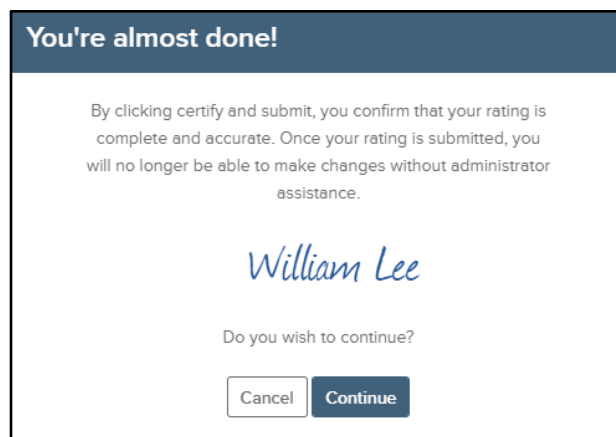 You're almost done!
By clicking certify and submit, you confirm that your rating is
complete and accurate. Once your rating is submitted, you
will no longer be able to make changes without administrator
assistance.
William Lee
Do you wish to continue?
Cancel Continue